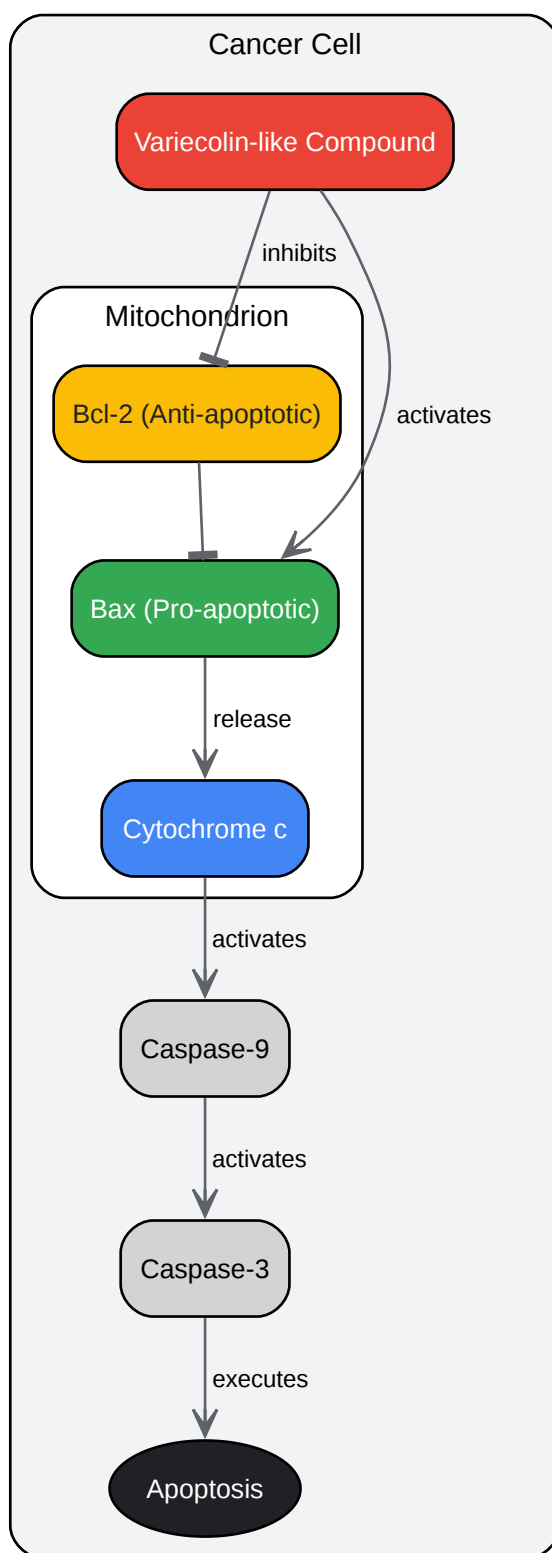 Cancer Cell
Variecolin-like Compound
inhibits
Mitochondrion
Bcl-2 (Anti-apoptotic)
activates
Bax (Pro-apoptotic)
release
Cytochrome c
activates
Caspase-9
activates
Caspase-3
executes
Apoptosis